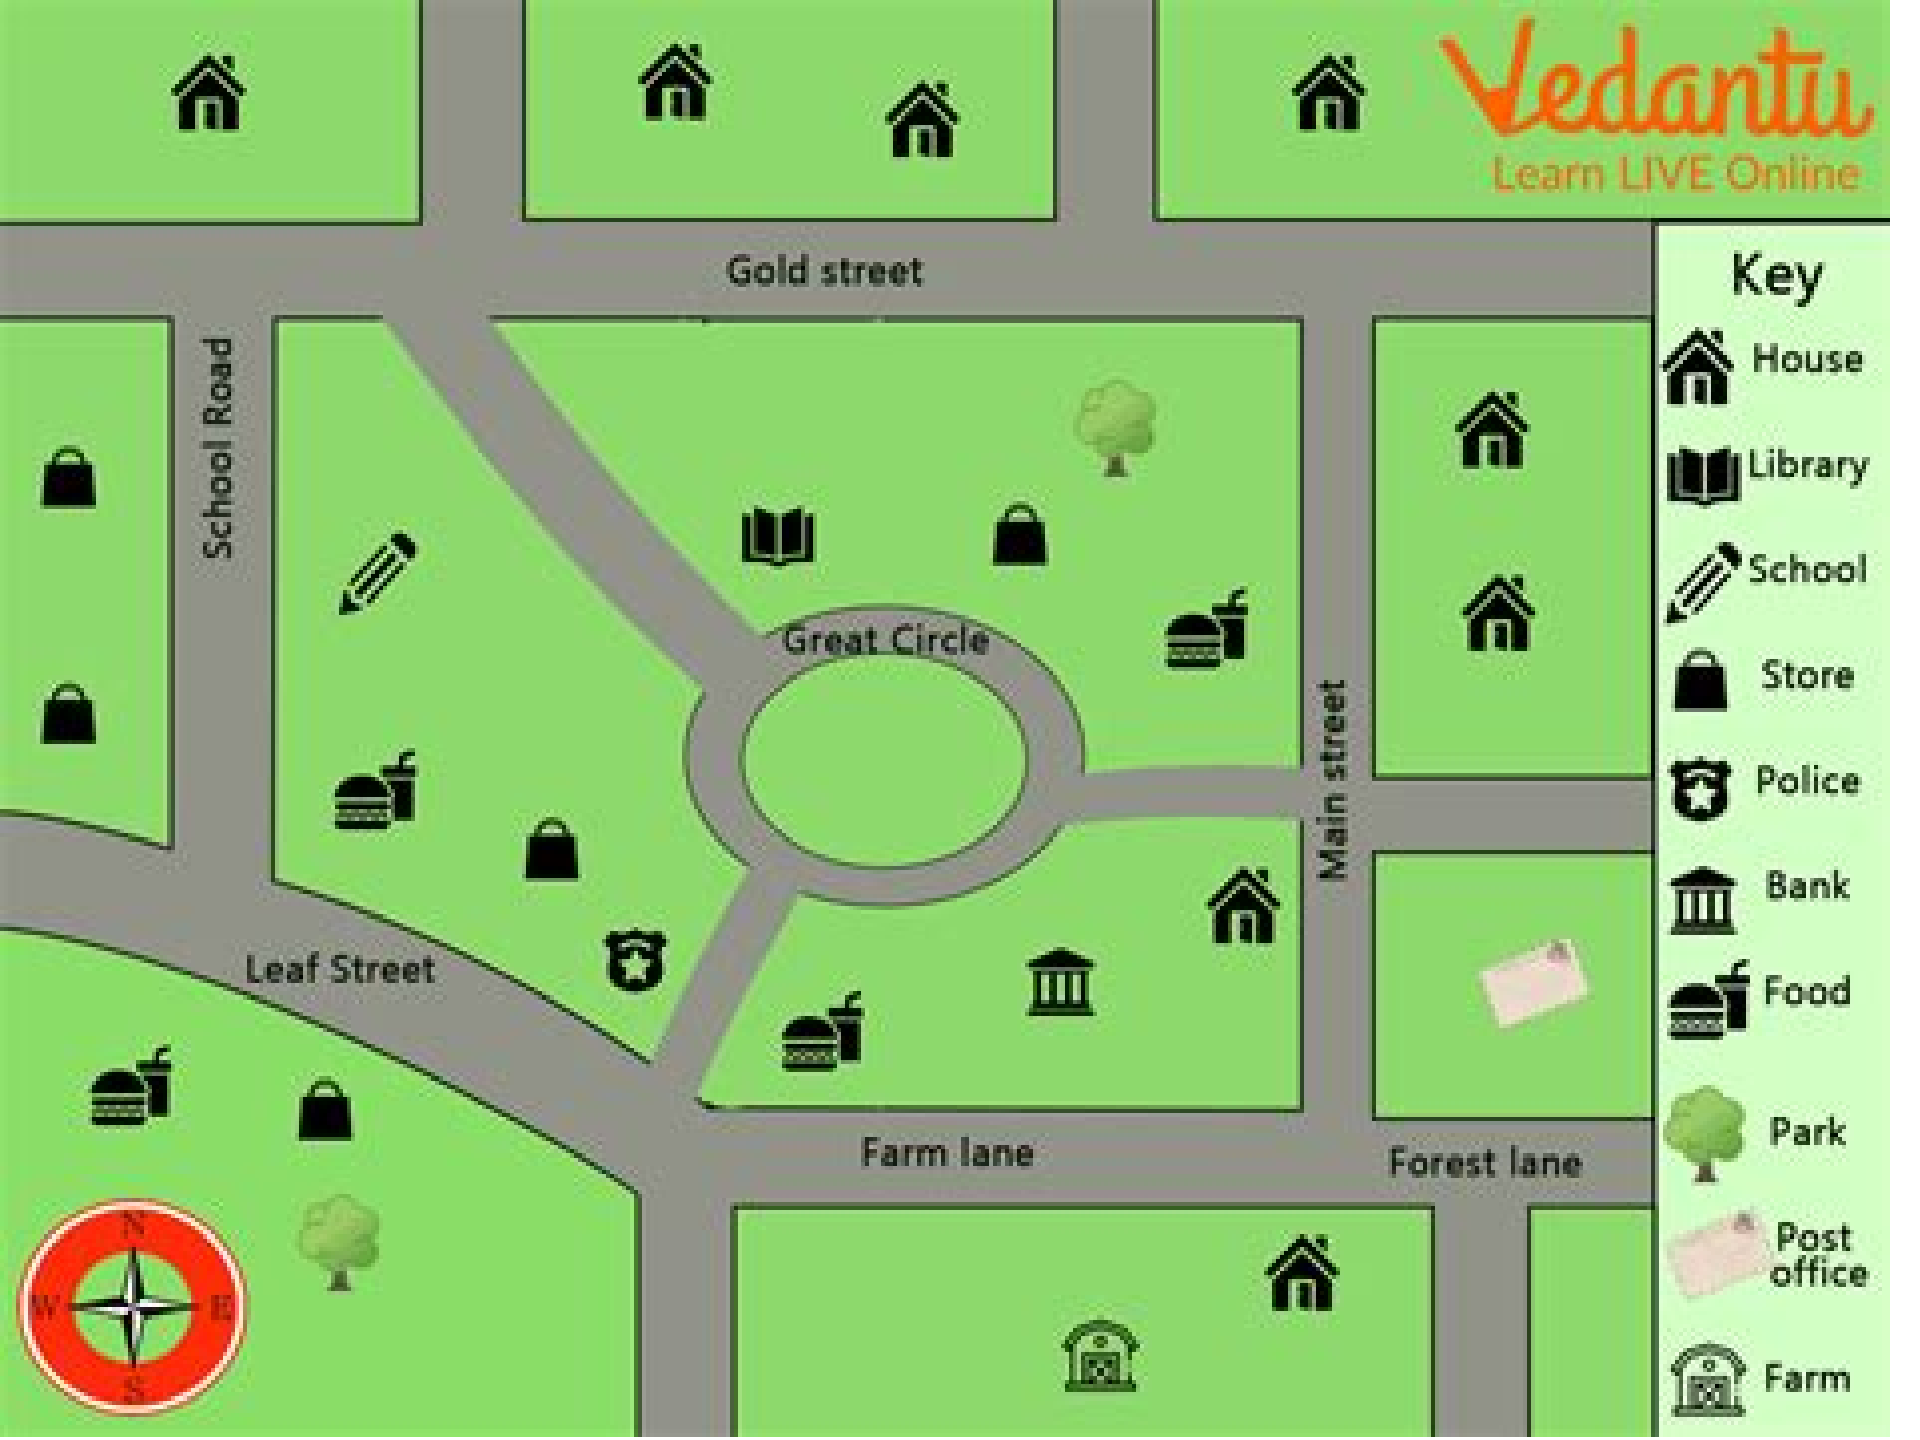 Vedantu
Learn LIVE Online
Gold street
Key
House
School Road
Library
School
Great Circle
Store
Main street
Police
Bank
Leaf Street
Food
Farm lane
Forest lane
Park
N
W
E
S
Post
office
Farm